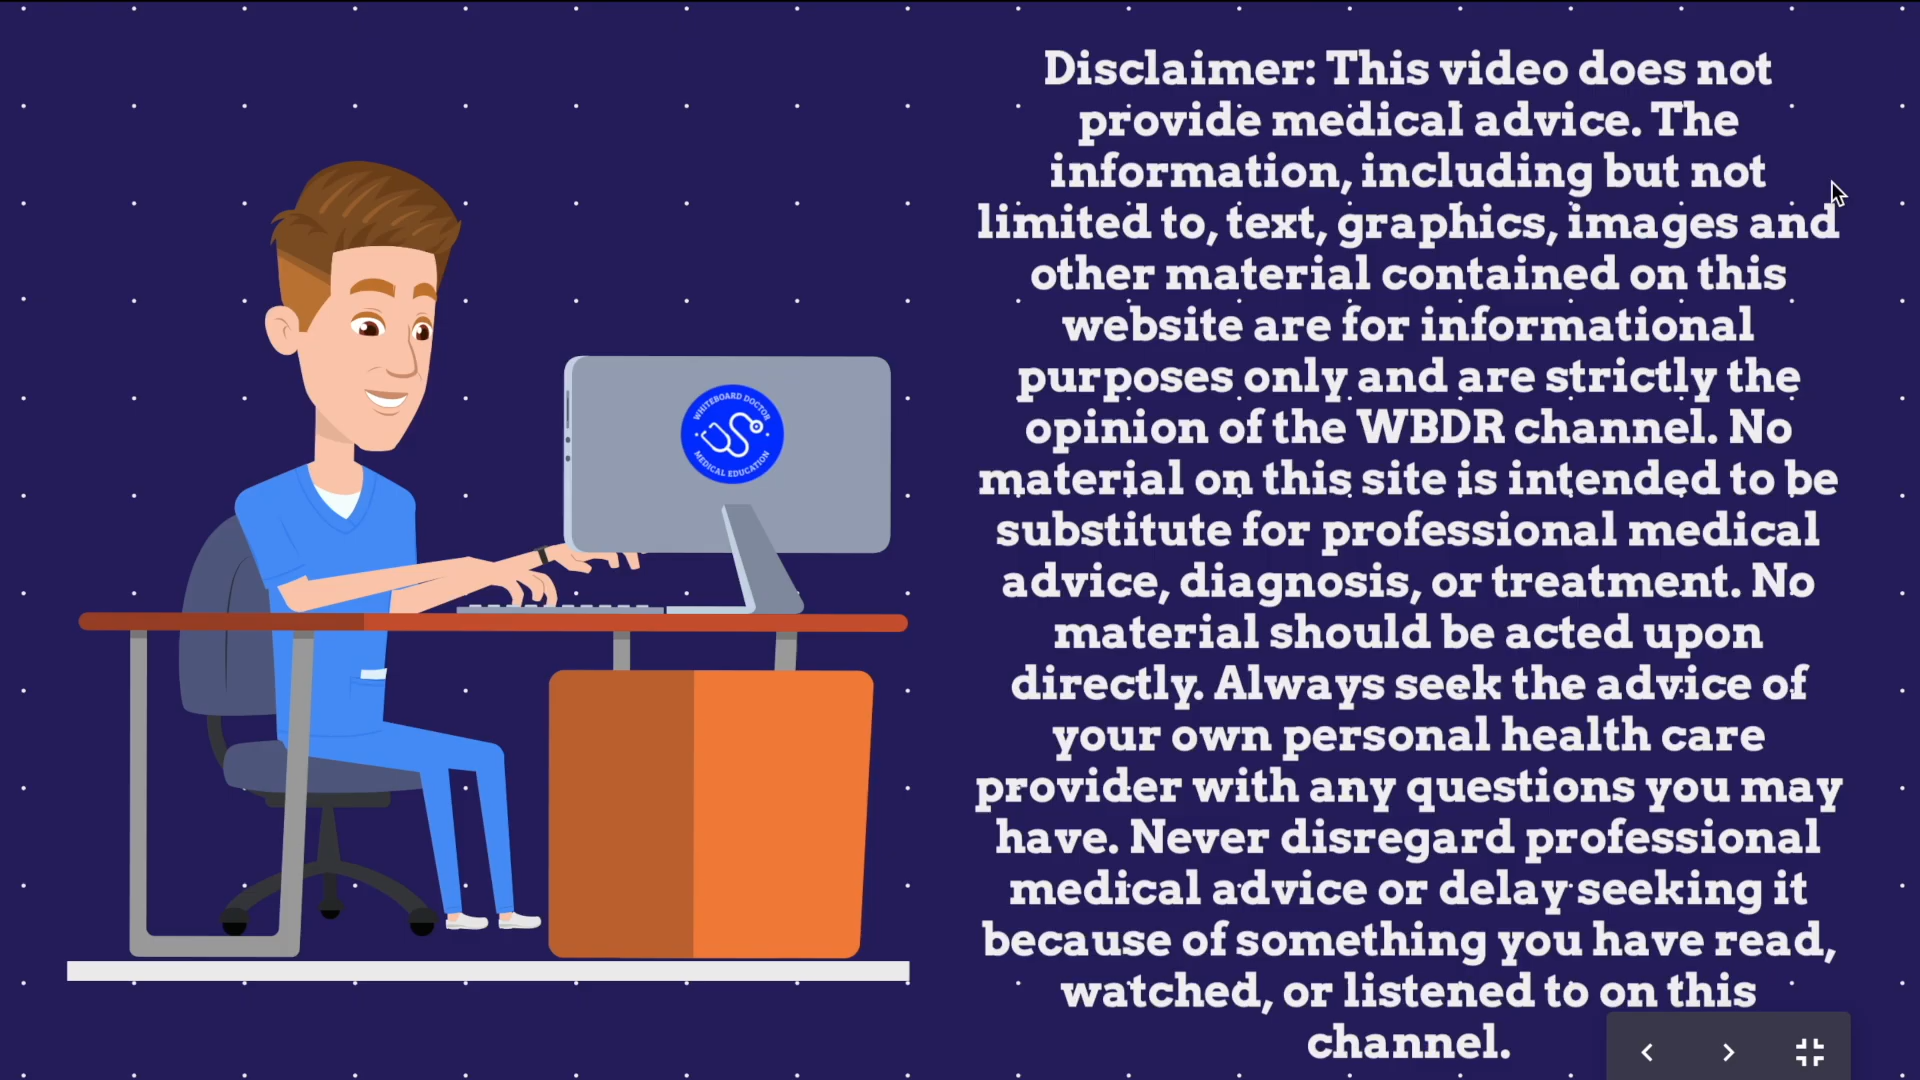 Disclaimer: This video does not
provide medical advice. The
information, including but not
limited to, text, graphics, images and
other material contained on this
website are for informational
purposes only and are strictly the
opinion of the WBDR channel. No
material on this site is intended to be
substitute for professional medical
advice, diagnosis, or treatment. No
material should be acted upon
directly. Always seek the advice of
your own personal health care
provider with any questions you may
have. Never disregard professional
medical advice or delay seeking it
because of something you have read,
watched, or listened to on this
channel.
WHITEBOARD DOCTOR
MEDICAL EDUCATION